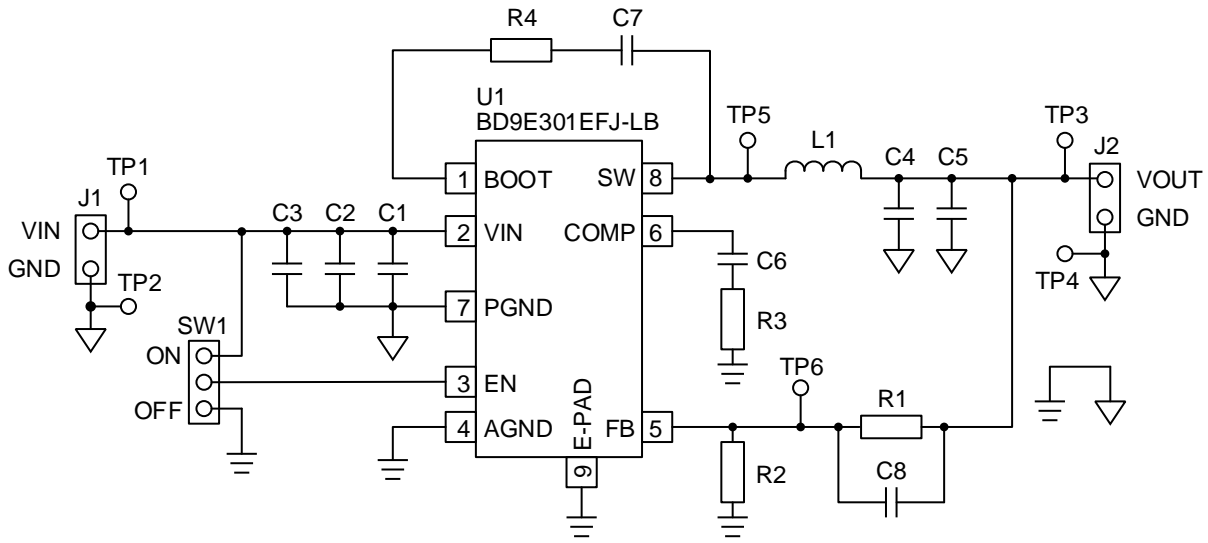 R4
C7
U1
BD9E301EFJ-LB
TP5
TP3
TP1
L1
C4
C5
J2
J1
1
BOOT
SW
8
VOUT
C3
C2
C1
VIN
2
VIN
COMP
6
GND
GND
TP2
C6
TP4
7
PGND
R3
SW1
ON
TP6
3
EN
OFF
R1
4
AGND
E-PAD
FB
5
9
R2
C8